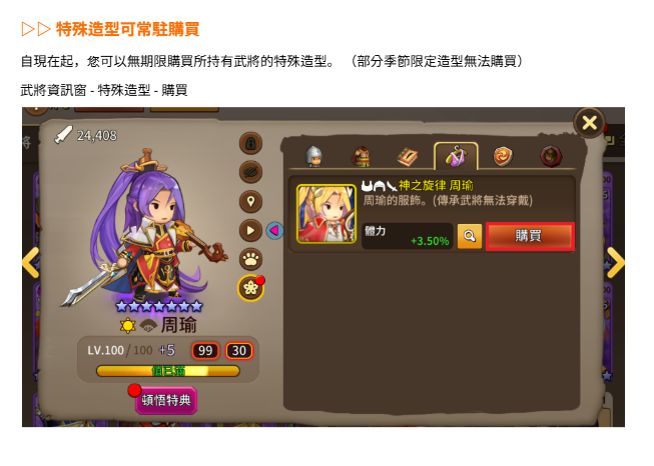 ▷▷ 特殊造型可常駐購買
自現在起，您可以無期限購買所持有武將的特殊造型。 （部分季節限定造型無法購買）
武將資訊窗 - 特殊造型 - 購買
24,408
神之旋律 周瑜
周瑜的服飾。(傳承武將無法穿戴)
體力
+3.50%
購買
周瑜
LV.100 / 100 +5 99 30
頓悟特典